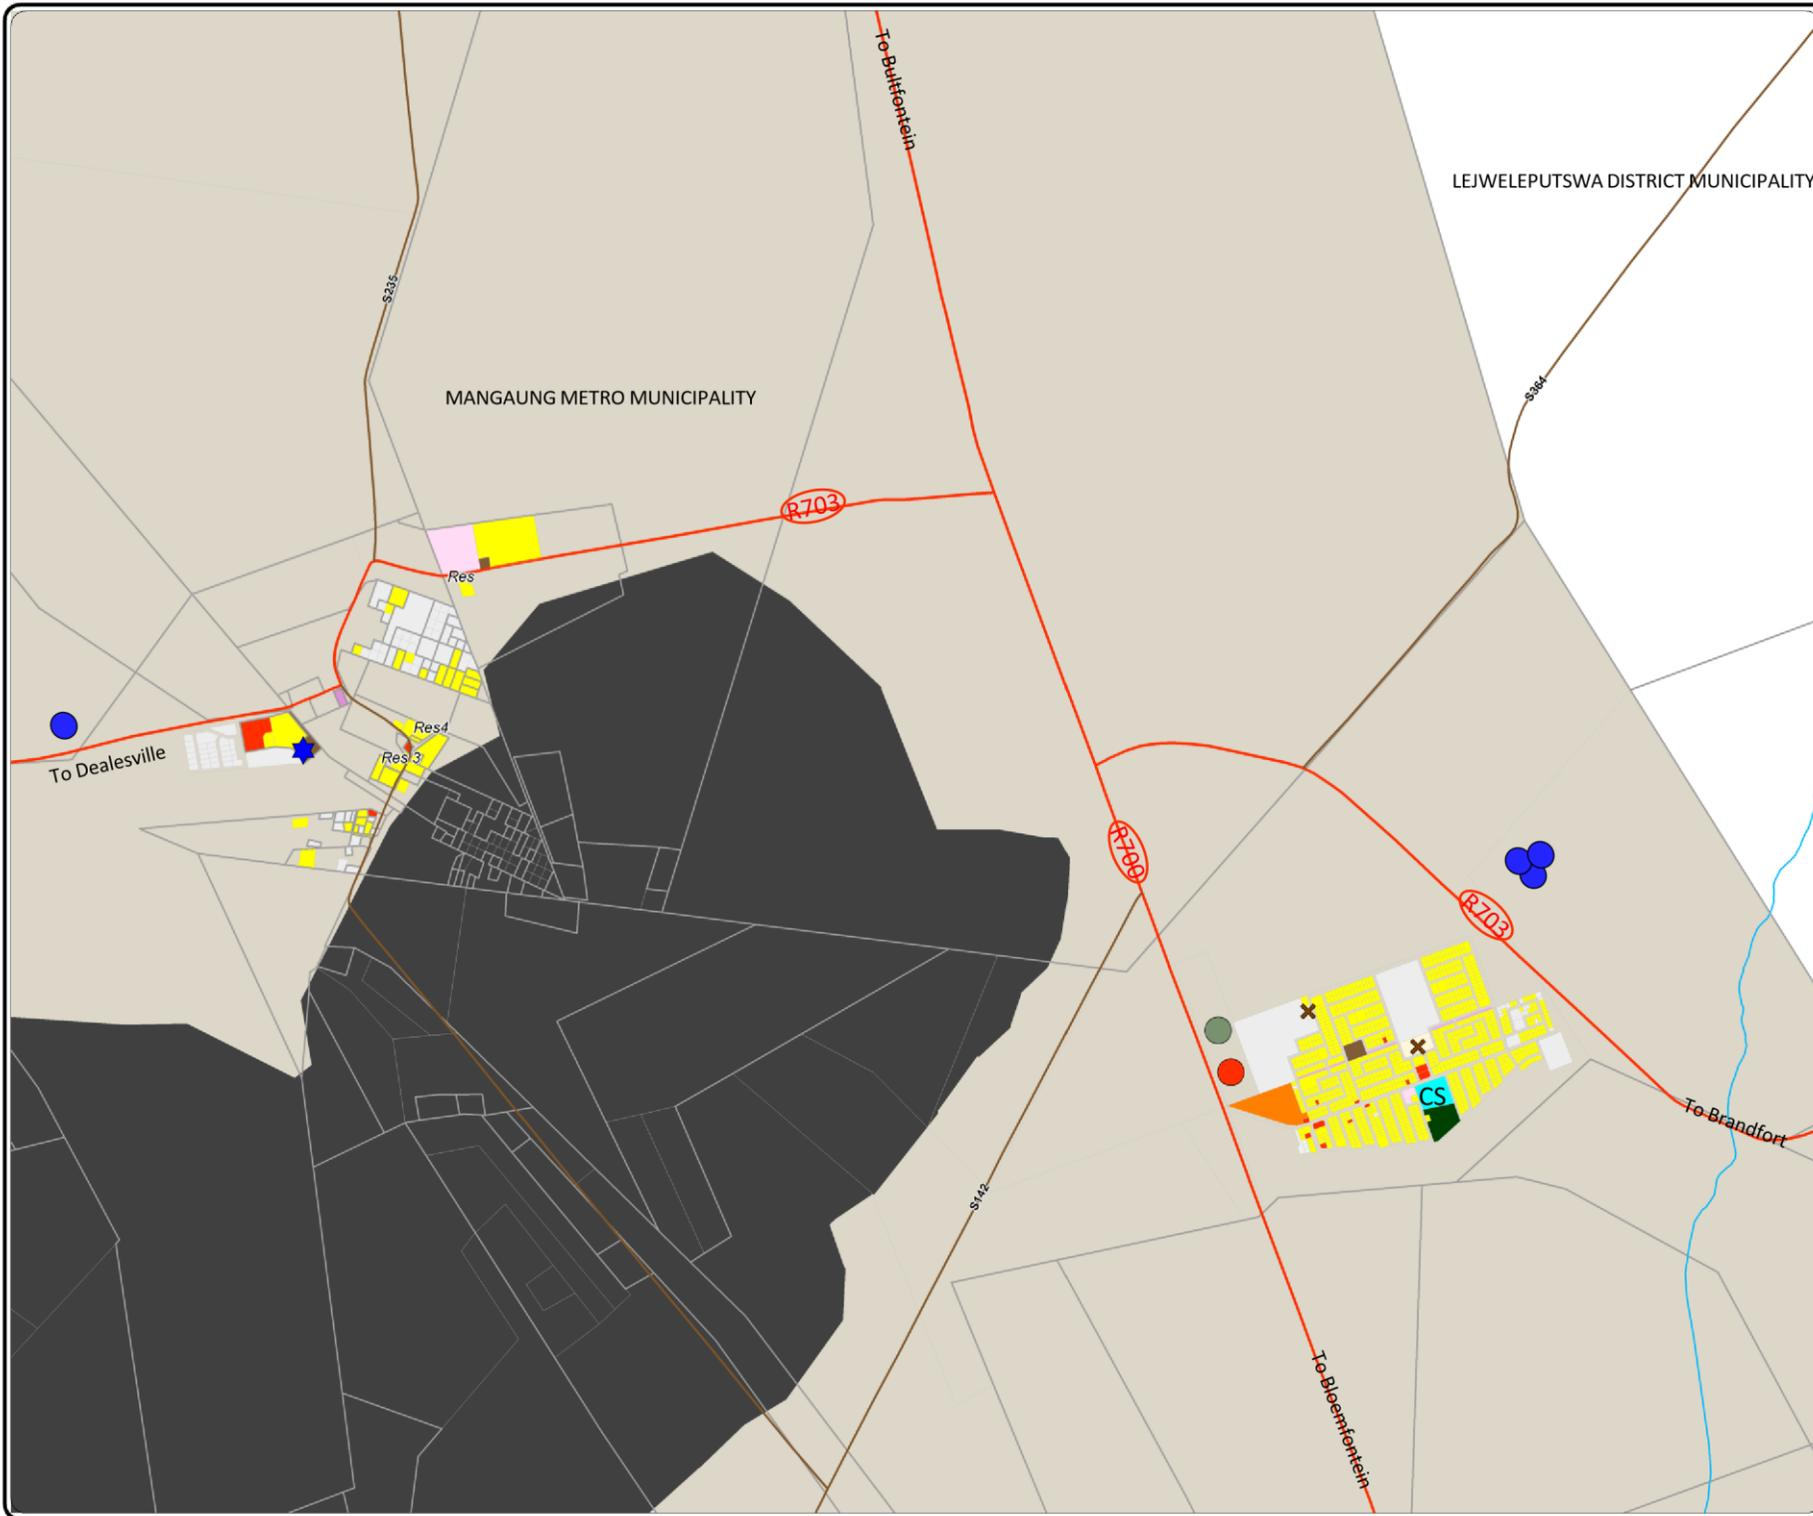 To Bultfontein
LEJWELEPUTSWA DISTRICT MUNICIPALITY
S235
MANGAUNG METRO MUNICIPALITY
S364
R703
Res
Res4
Res 3
To Dealesville
R700
R703
CS
To Brandfort
S142
To Bloemfontein